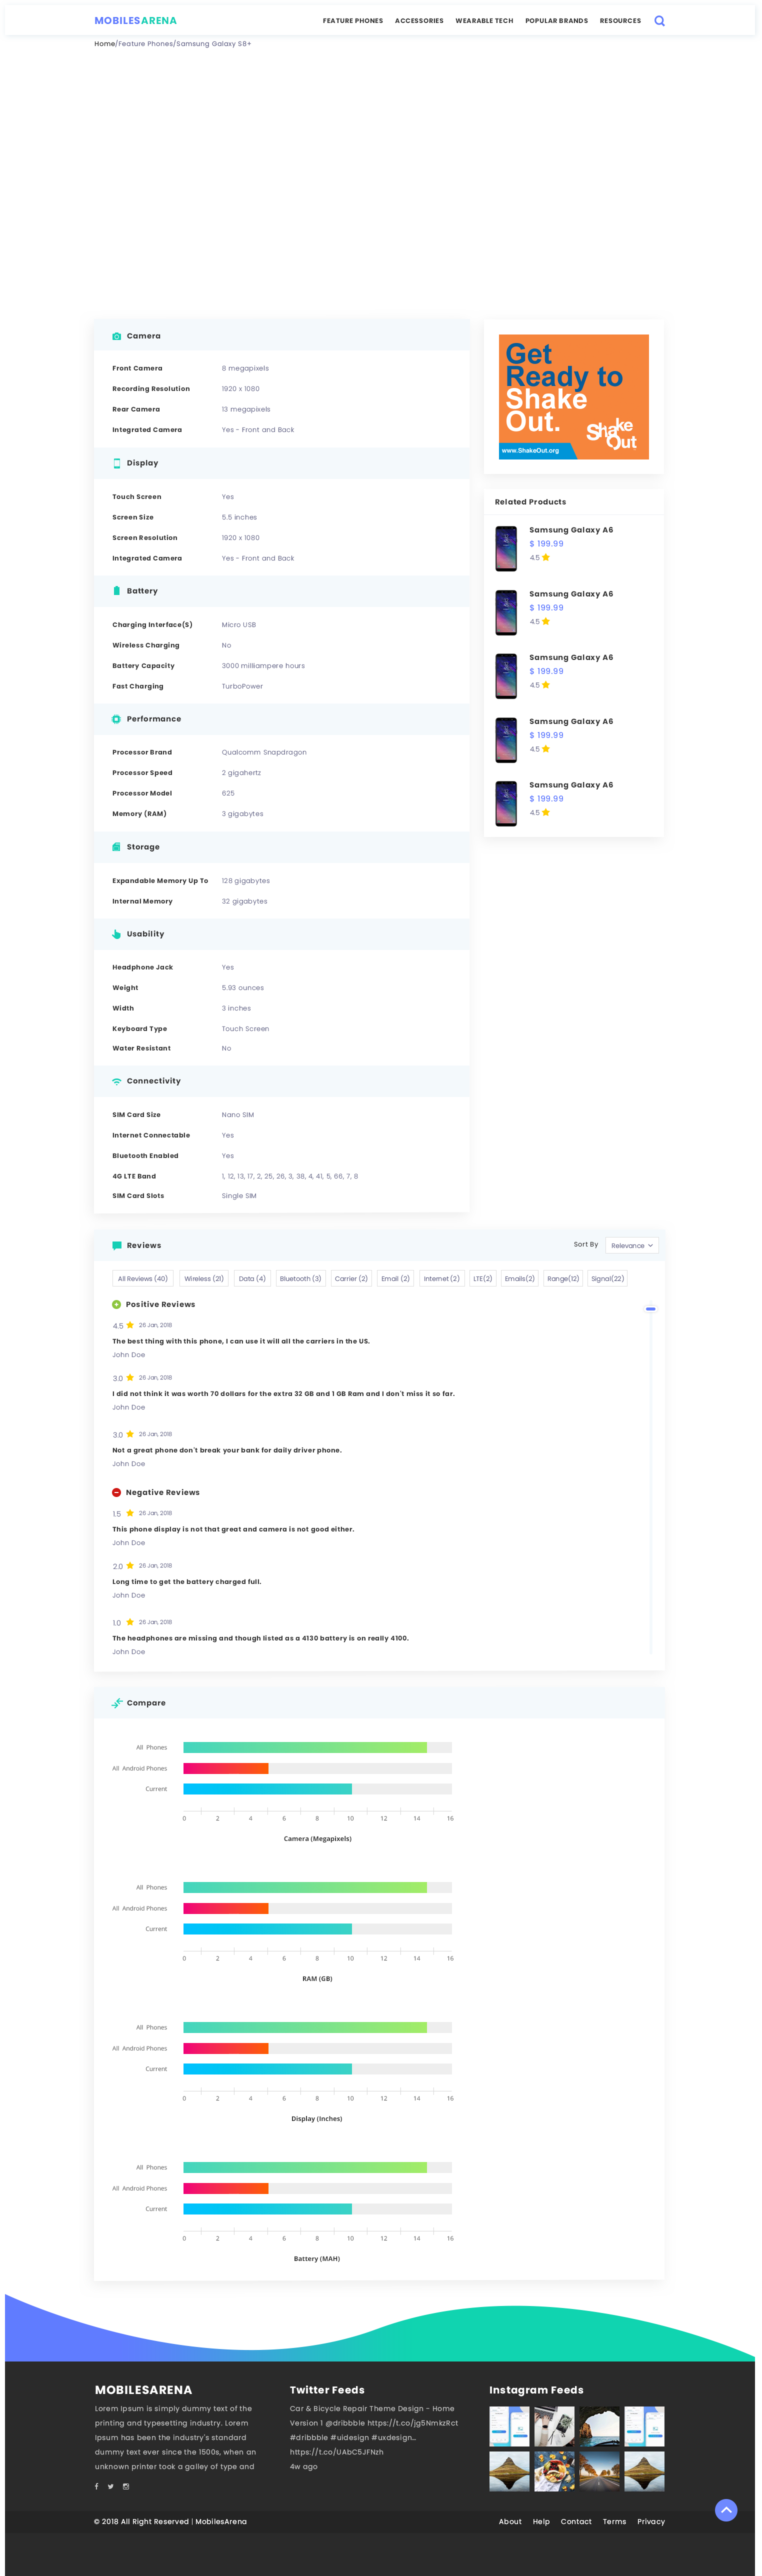 MOBILESARENA
FEATURE PHONES ACCESSORIES WEARABLE TECH POPULAR BRANDS RESOURCES
Home/Feature Phones/Samsung Galaxy S8+
Camera
Front Camera 8 megapixels
Recording Resolution 1920 x 1080
Rear Camera 13 megapixels
Integrated Camera Yes - Front and Back
Display
Touch Screen Yes
Screen Size 5.5 inches
Screen Resolution 1920 x 1080
Integrated Camera Yes - Front and Back
Battery
Charging Interface(S) Micro USB
Wireless Charging No
Battery Capacity 3000 milliampere hours
Fast Charging TurboPower
Performance
Processor Brand Qualcomm Snapdragon
Processor Speed 2 gigahertz
Processor Model 625
Memory (RAM) 3 gigabytes
Storage
Expandable Memory Up To 128 gigabytes
Internal Memory 32 gigabytes
Usability
Headphone Jack Yes
Weight 5.93 ounces
Width 3 inches
Keyboard Type Touch Screen
Water Resistant No
Connectivity
SIM Card Size Nano SIM
Internet Connectable Yes
Bluetooth Enabled Yes
4G LTE Band 1, 12, 13, 17, 2, 25, 26, 3, 38, 4, 41, 5, 66, 7, 8
SIM Card Slots Single SIM
Get
Ready to
Shake
Out.
Shake
Out
www.ShakeOut.org
Related Products
Samsung Galaxy A6
$ 199.99
4.5
Samsung Galaxy A6
$ 199.99
4.5
Samsung Galaxy A6
$ 199.99
4.5
Samsung Galaxy A6
$ 199.99
4.5
Samsung Galaxy A6
$ 199.99
4.5
Reviews Sort By Relevance
All Reviews (40) Wireless (21) Data (4) Bluetooth (3) Carrier (2) Email (2) Internet (2) LTE(2) Emails(2) Range(12) Signal(22)
Positive Reviews
4.5 26 Jan, 2018
The best thing with this phone, I can use it will all the carriers in the US.
John Doe
3.0 26 Jan, 2018
I did not think it was worth 70 dollars for the extra 32 GB and 1 GB Ram and I don't miss it so far.
John Doe
3.0 26 Jan, 2018
Not a great phone don't break your bank for daily driver phone.
John Doe
Negative Reviews
1.5 26 Jan, 2018
This phone display is not that great and camera is not good either.
John Doe
2.0 26 Jan, 2018
Long time to get the battery charged full.
John Doe
1.0 26 Jan, 2018
The headphones are missing and though listed as a 4130 battery is on really 4100.
John Doe
Compare
All Phones
All Android Phones
Current
0 2 4 6 8 10 12 14 16
Camera (Megapixels)
All Phones
All Android Phones
Current
0 2 4 6 8 10 12 14 16
RAM (GB)
All Phones
All Android Phones
Current
0 2 4 6 8 10 12 14 16
Display (Inches)
All Phones
All Android Phones
Current
0 2 4 6 8 10 12 14 16
Battery (MAH)
MOBILESARENA
Lorem Ipsum is simply dummy text of the
printing and typesetting industry. Lorem
Ipsum has been the industry's standard
dummy text ever since the 1500s, when an
unknown printer took a galley of type and
Twitter Feeds
Car & Bicycle Repair Theme Design - Home
Version 1 @dribbble https://t.co/jg5NmkzRct
#dribbble #uidesign #uxdesign...
https://t.co/UAbC5JFNzh
4w ago
Instagram Feeds
© 2018 All Right Reserved | MobilesArena
About Help Contact Terms Privacy